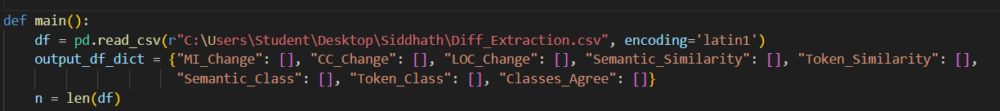 def main():
    df = pd.read_csv(r"C:\Users\Student\Desktop\Siddhath\Diff_Extraction.csv", encoding='latin1')
    output_df_dict = {"MI_Change": [], "CC_Change": [], "LOC_Change": [], "Semantic_Similarity": [], "Token_Similarity": [],
                      "Semantic_Class": [], "Token_Class": [], "Classes_Agree": []}
    n = len(df)